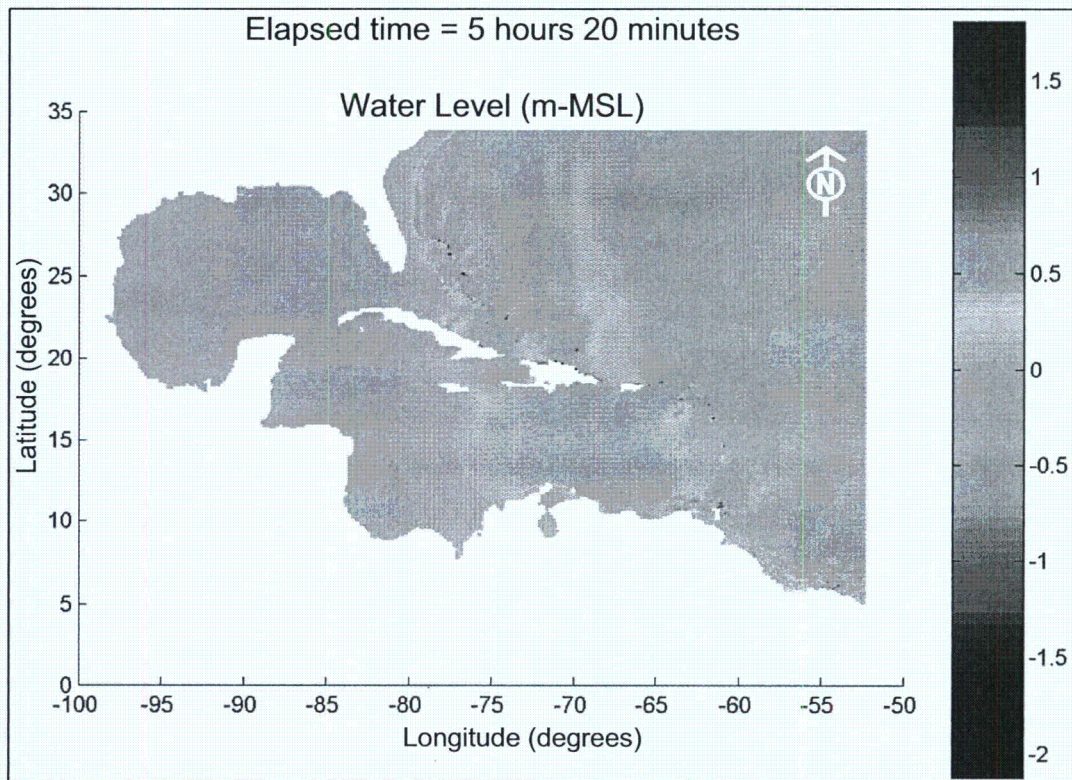 Elapsed time = 5 hours 20 minutes
Water Level (m-MSL)
N
Latitude (degrees)
35
30
25
20
15
10
5
0
-100 -95 -90 -85 -80 -75 -70 -65 -60 -55 -50
Longitude (degrees)
1.5
1
0.5
0
-0.5
-1
-1.5
-2